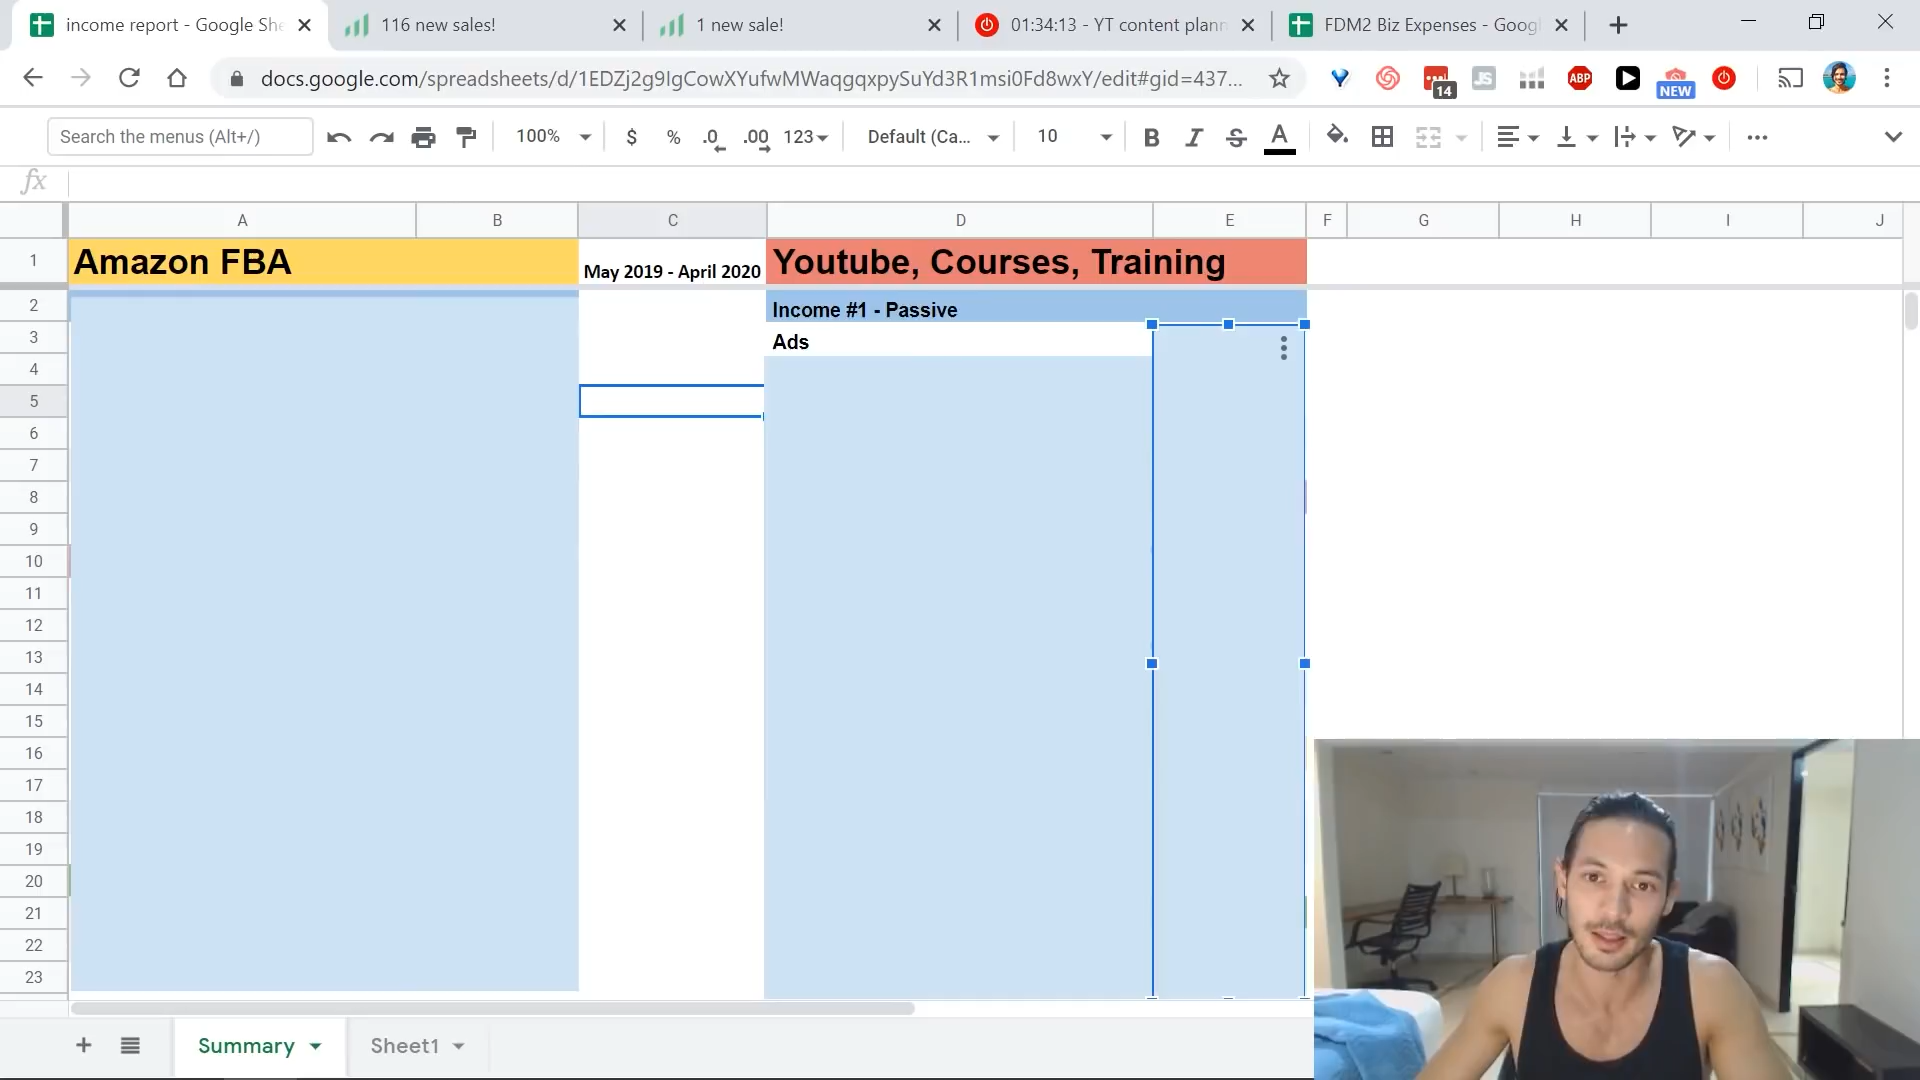 income report - Google She
116 new sales!
1 new sale!
01:34:13 - YT content plann
FDM2 Biz Expenses - Googl
docs.google.com/spreadsheets/d/1EDZj2g9IgCowXYufwMWaqgqxpySuYd3R1msi0Fd8wxY/edit#gid=437...
14
JS
ABP
NEW
Search the menus (Alt+/)
100%
$
%
.0
.00
123
Default (Ca...
10
B
I
S
A
fx
A
B
C
D
E
F
G
H
I
J
1
Amazon FBA
May 2019 - April 2020
Youtube, Courses, Training
2
Income #1 - Passive
3
Ads
4
5
6
7
8
9
10
11
12
13
14
15
16
17
18
19
20
21
22
23
Summary
Sheet1